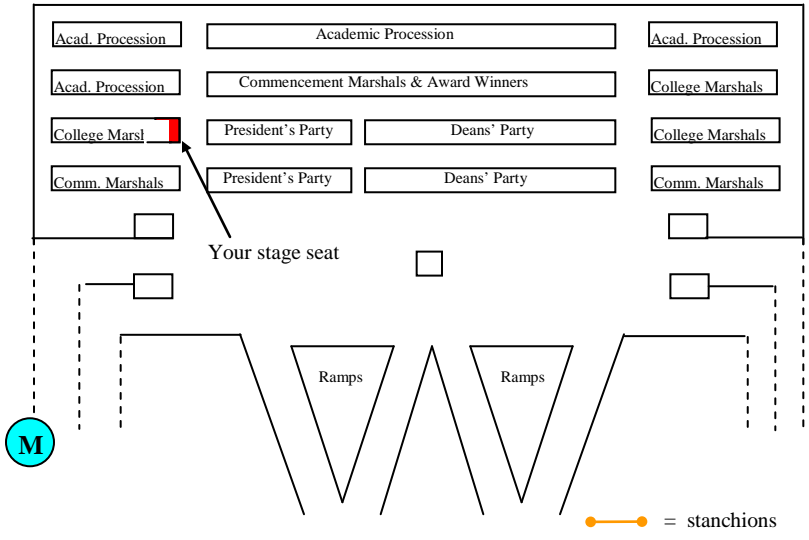 Acad. Procession Academic Procession Acad. Procession
Acad. Procession Commencement Marshals & Award Winners College Marshals
College Marsh President's Party Deans' Party College Marshals
Comm. Marshals President's Party Deans' Party Comm. Marshals
Your stage seat
Ramps Ramps
M
= stanchions